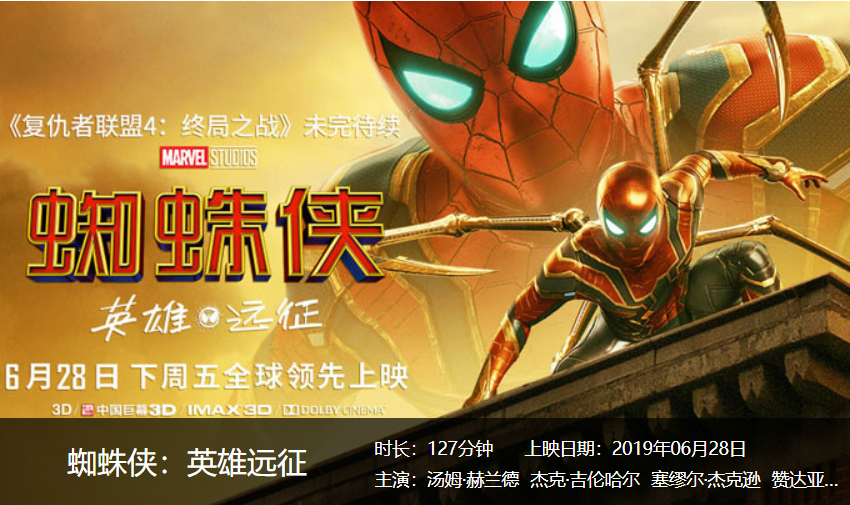 《复仇者联盟4：终局之战》未完待续
MARVEL STUDIOS
蜘蛛侠
英雄远征
6月28日 下周五全球领先上映
3D / 中国巨幕3D / IMAX 3D / DOLBY CINEMA
蜘蛛侠：英雄远征
时长：127分钟 上映日期：2019年06月28日
主演：汤姆·赫兰德 杰克·吉伦哈尔 塞缪尔·杰克逊 赞达亚...